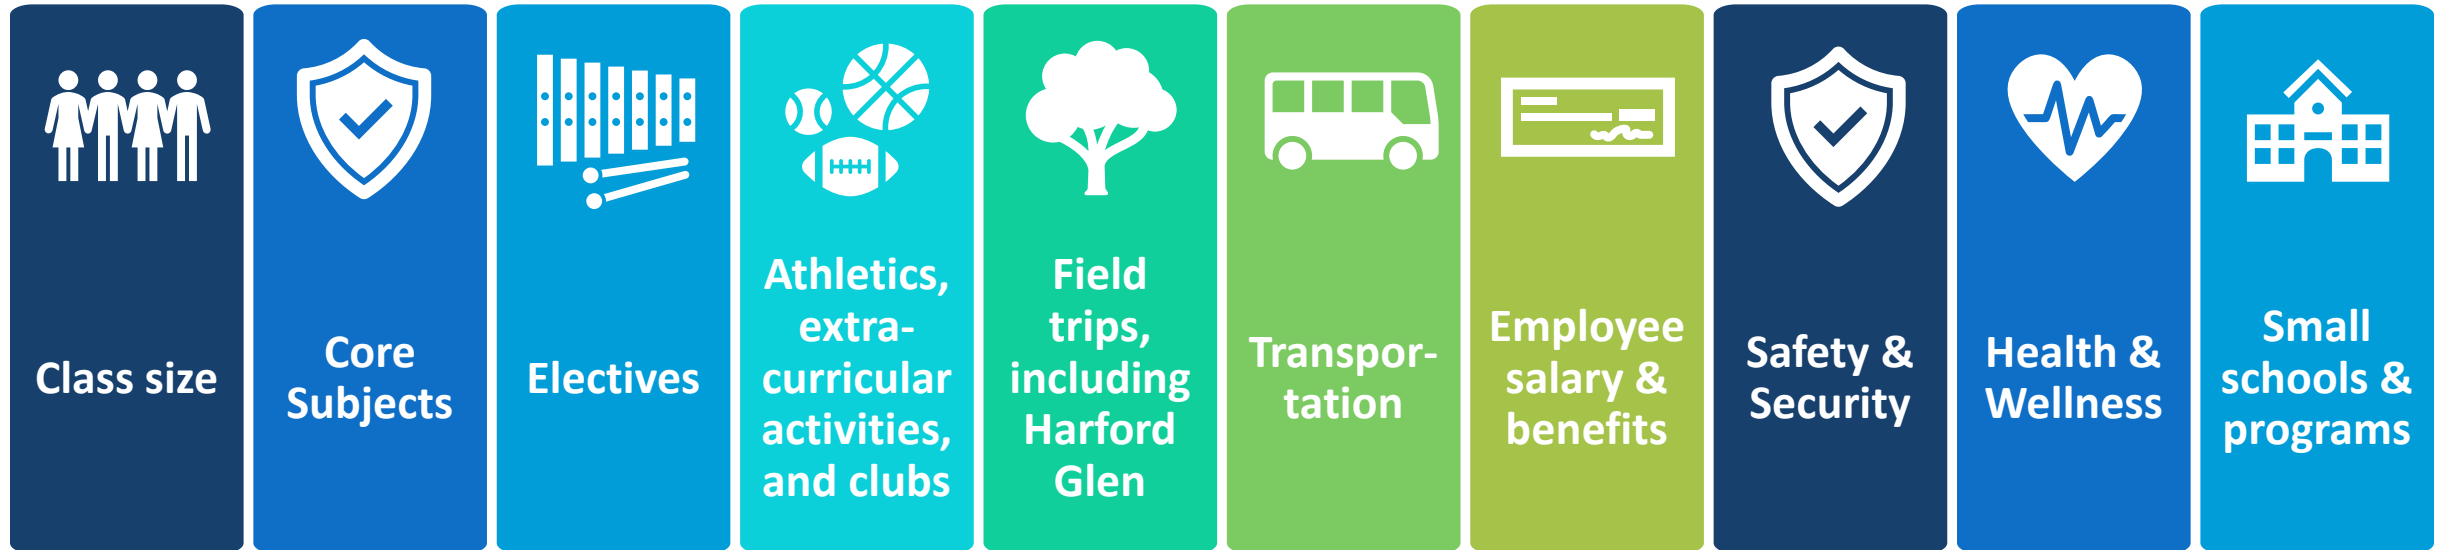 Class size
Core
Subjects
Electives
Athletics,
extra-
curricular
activities,
and clubs
Field
trips,
including
Harford
Glen
Transpor-
tation
Employee
salary &
benefits
Safety &
Security
Health &
Wellness
Small
schools &
programs